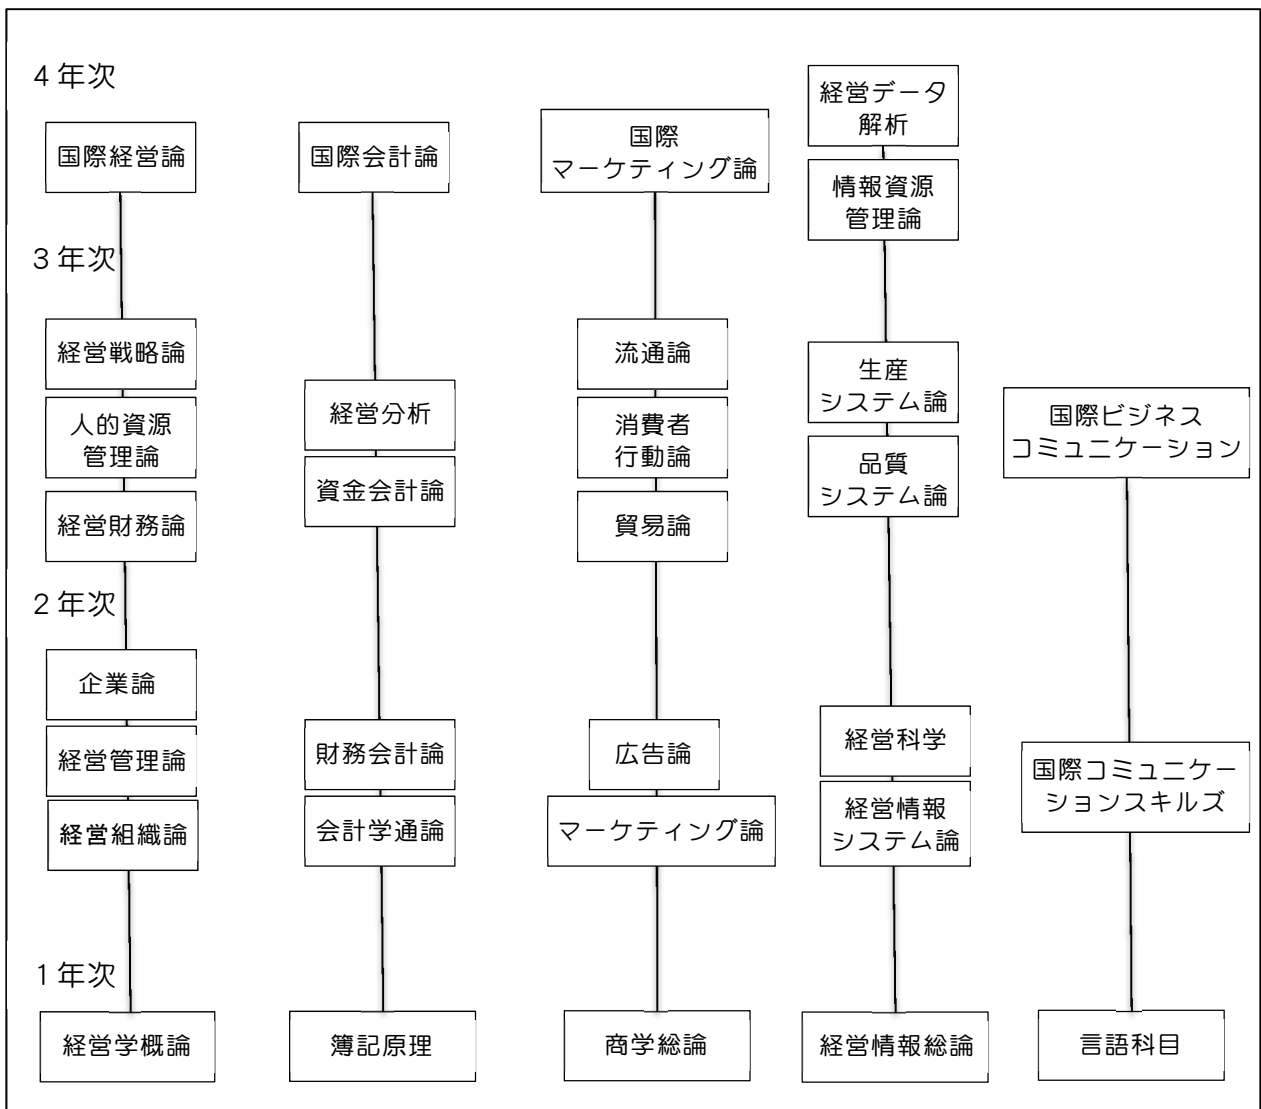 4年次
経営データ
解析
国際経営論
国際会計論
国際
マーケティング論
情報資源
管理論
3年次
経営戦略論
流通論
生産
システム論
経営分析
国際ビジネス
コミュニケーション
人的資源
管理論
消費者
行動論
品質
システム論
資金会計論
経営財務論
貿易論
2年次
企業論
経営管理論
財務会計論
広告論
経営科学
国際コミュニケー
ションスキルズ
経営組織論
会計学通論
マーケティング論
経営情報
システム論
1年次
経営学概論
簿記原理
商学総論
経営情報総論
言語科目